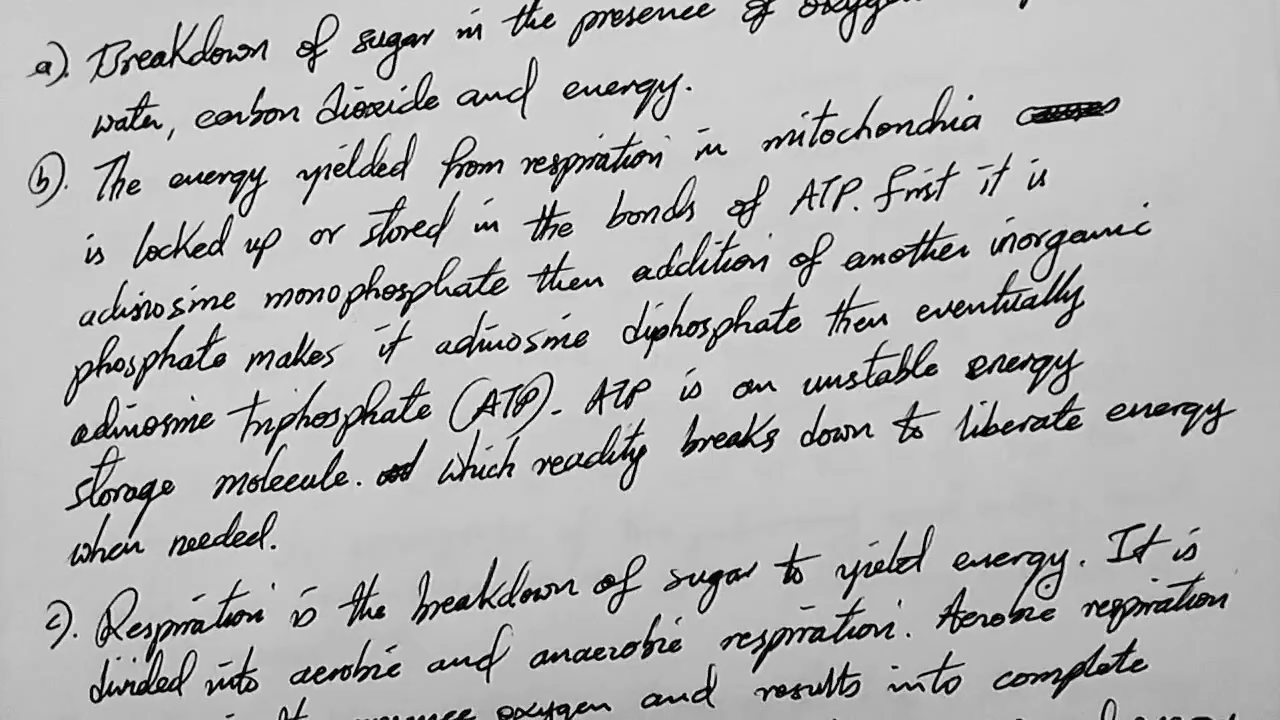 a). Breakdown of sugar in the presence of oxygen
water, carbon dioxide and energy.
b). The energy yielded from respiration in mitochondria
is locked up or stored in the bonds of ATP. first it is
adinosine monophosphate then addition of another inorganic
phosphate makes it adinosine diphosphate then eventually
adinosine triphosphate (ATP). ATP is an unstable energy
storage molecule. which readily breaks down to liberate energy
when needed.
c). Respiration is the breakdown of sugar to yield energy. It is
divided into aerobic and anaerobic respiration. Aerobic respiration
oxygen and results into complete